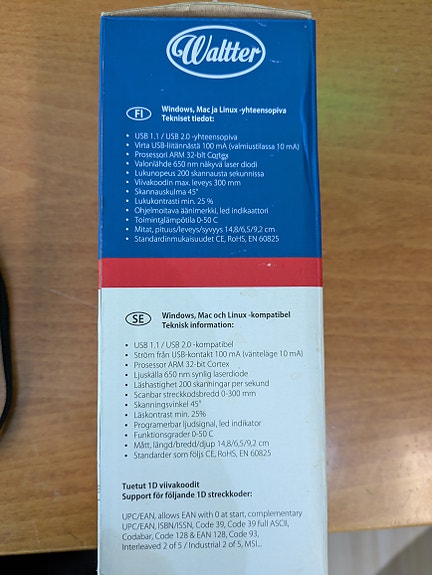 Waltter
FI
Windows, Mac ja Linux -yhteensopiva
Tekniset tiedot:
• USB 1.1 / USB 2.0 -yhteensopiva
• Virta USB-liitännästä 100 mA (valmiustilassa 10 mA)
• Prosessori ARM 32-bit Cortex
• Valonlähde 650 nm näkyvä laser diodi
• Lukunopeus 200 skannausta sekunnissa
• Viivakoodin max. leveys 300 mm
• Skannauskulma 45°
• Lukukontrasti min. 25 %
• Ohjelmoitava äänimerkki, led indikaattori
• Toimintalämpötila 0-50 C
• Mitat, pituus/leveys/syvyys 14,8/6,5/9,2 cm
• Standardinmukaisuudet CE, RoHS, EN 60825
SE
Windows, Mac och Linux -kompatibel
Teknisk information:
• USB 1.1 / USB 2.0 -kompatibel
• Ström från USB-kontakt 100 mA (vänteläge 10 mA)
• Prosessor ARM 32-bit Cortex
• Ljuskälla 650 nm synlig laserdiode
• Läshastighet 200 skanningar per sekund
• Scanbar streckkodsbredd 0-300 mm
• Skanningsvinkel 45°
• Läskontrast min. 25%
• Programerbar ljudsignal, led indikator
• Funktionsgrader 0-50 C
• Mått, längd/bredd/djup 14,8/6,5/9,2 cm
• Standarder som följs CE, RoHS, EN 60825
Tuetut 1D viivakoodit
Support för följande 1D streckkoder:
UPC/EAN, allows EAN with 0 at start, complementary
UPC/EAN, ISBN/ISSN, Code 39, Code 39 full ASCII,
Codabar, Code 128 & EAN 128, Code 93,
Interleaved 2 of 5 / Industrial 2 of 5, MSI...